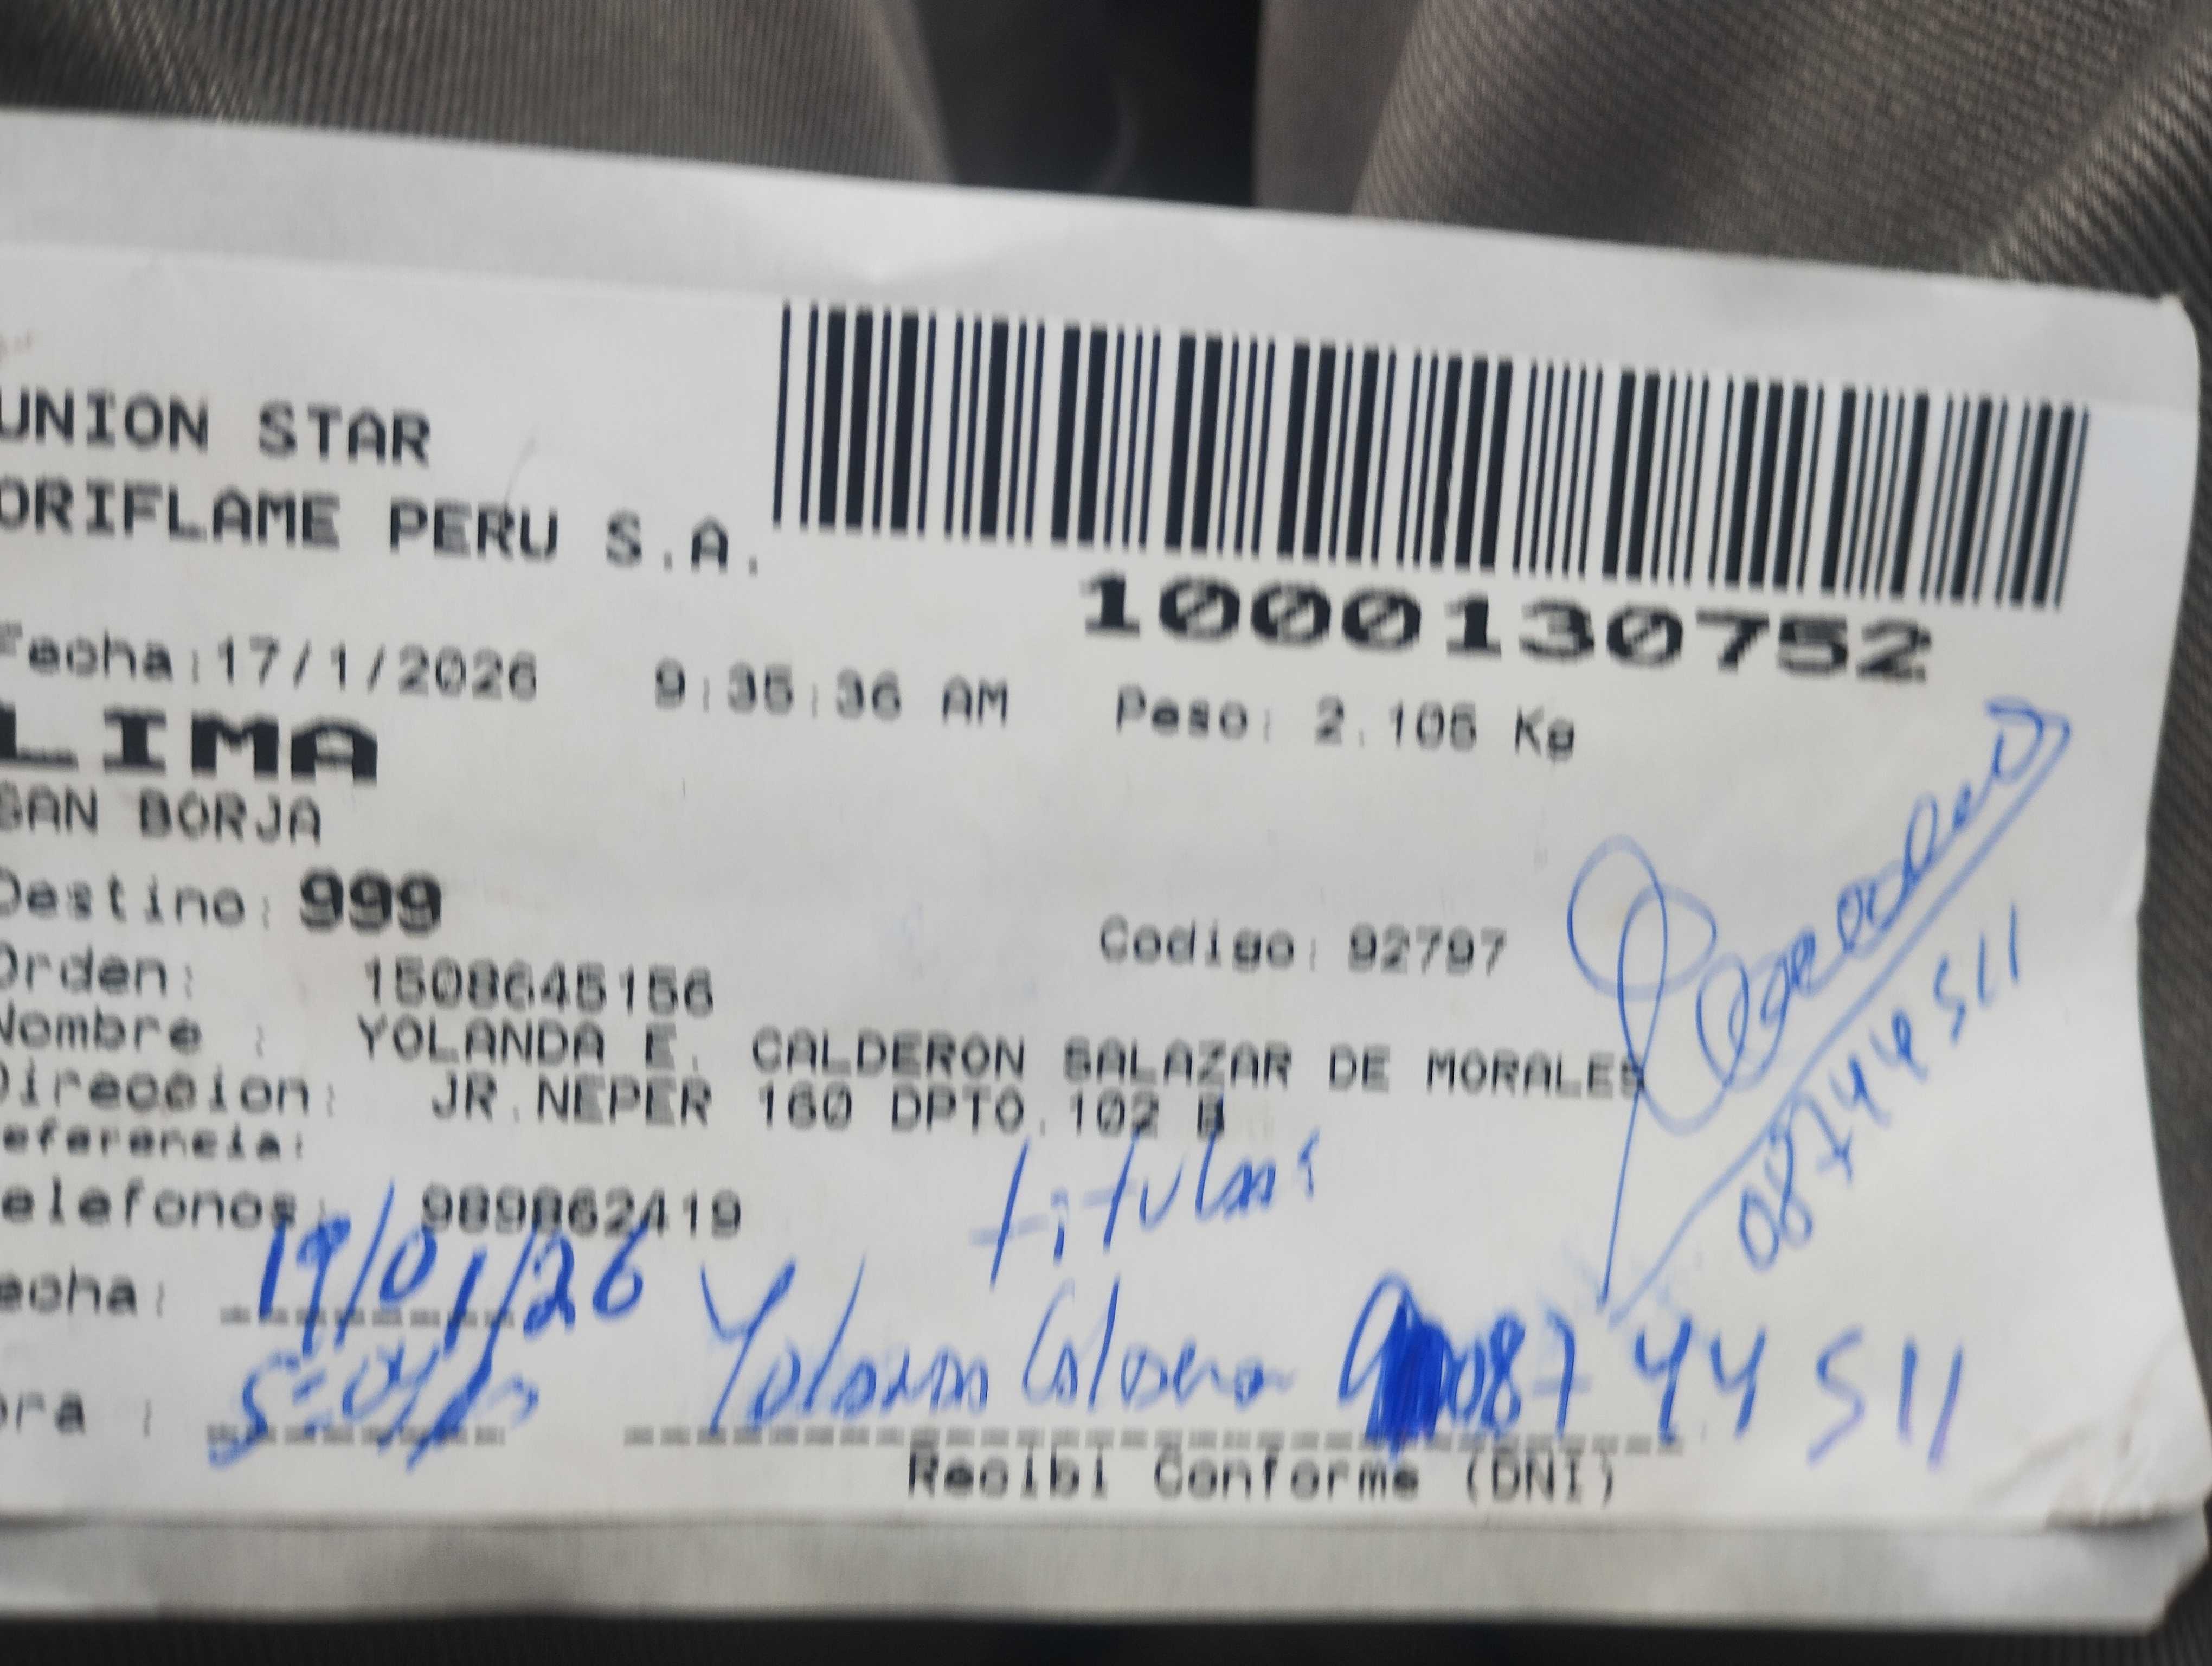 UNION STAR
ORIFLAME PERU S.A.
1000130752
Fecha:17/1/2026 9:35:36 AM Peso: 2.105 Kg
LIMA
SAN BORJA
Destino: 999
Codigo: 92797
Orden: 1508645156
Nombre : YOLANDA E. CALDERON SALAZAR DE MORALES
Direccion: JR.NEPER 160 DPTO.102 B
eferencia:
elefonos: 989862419
titular
08744511
echa: 19/01/26
ora :
Yolanda Calderon 08744511
Recibi Conforme (DNI)